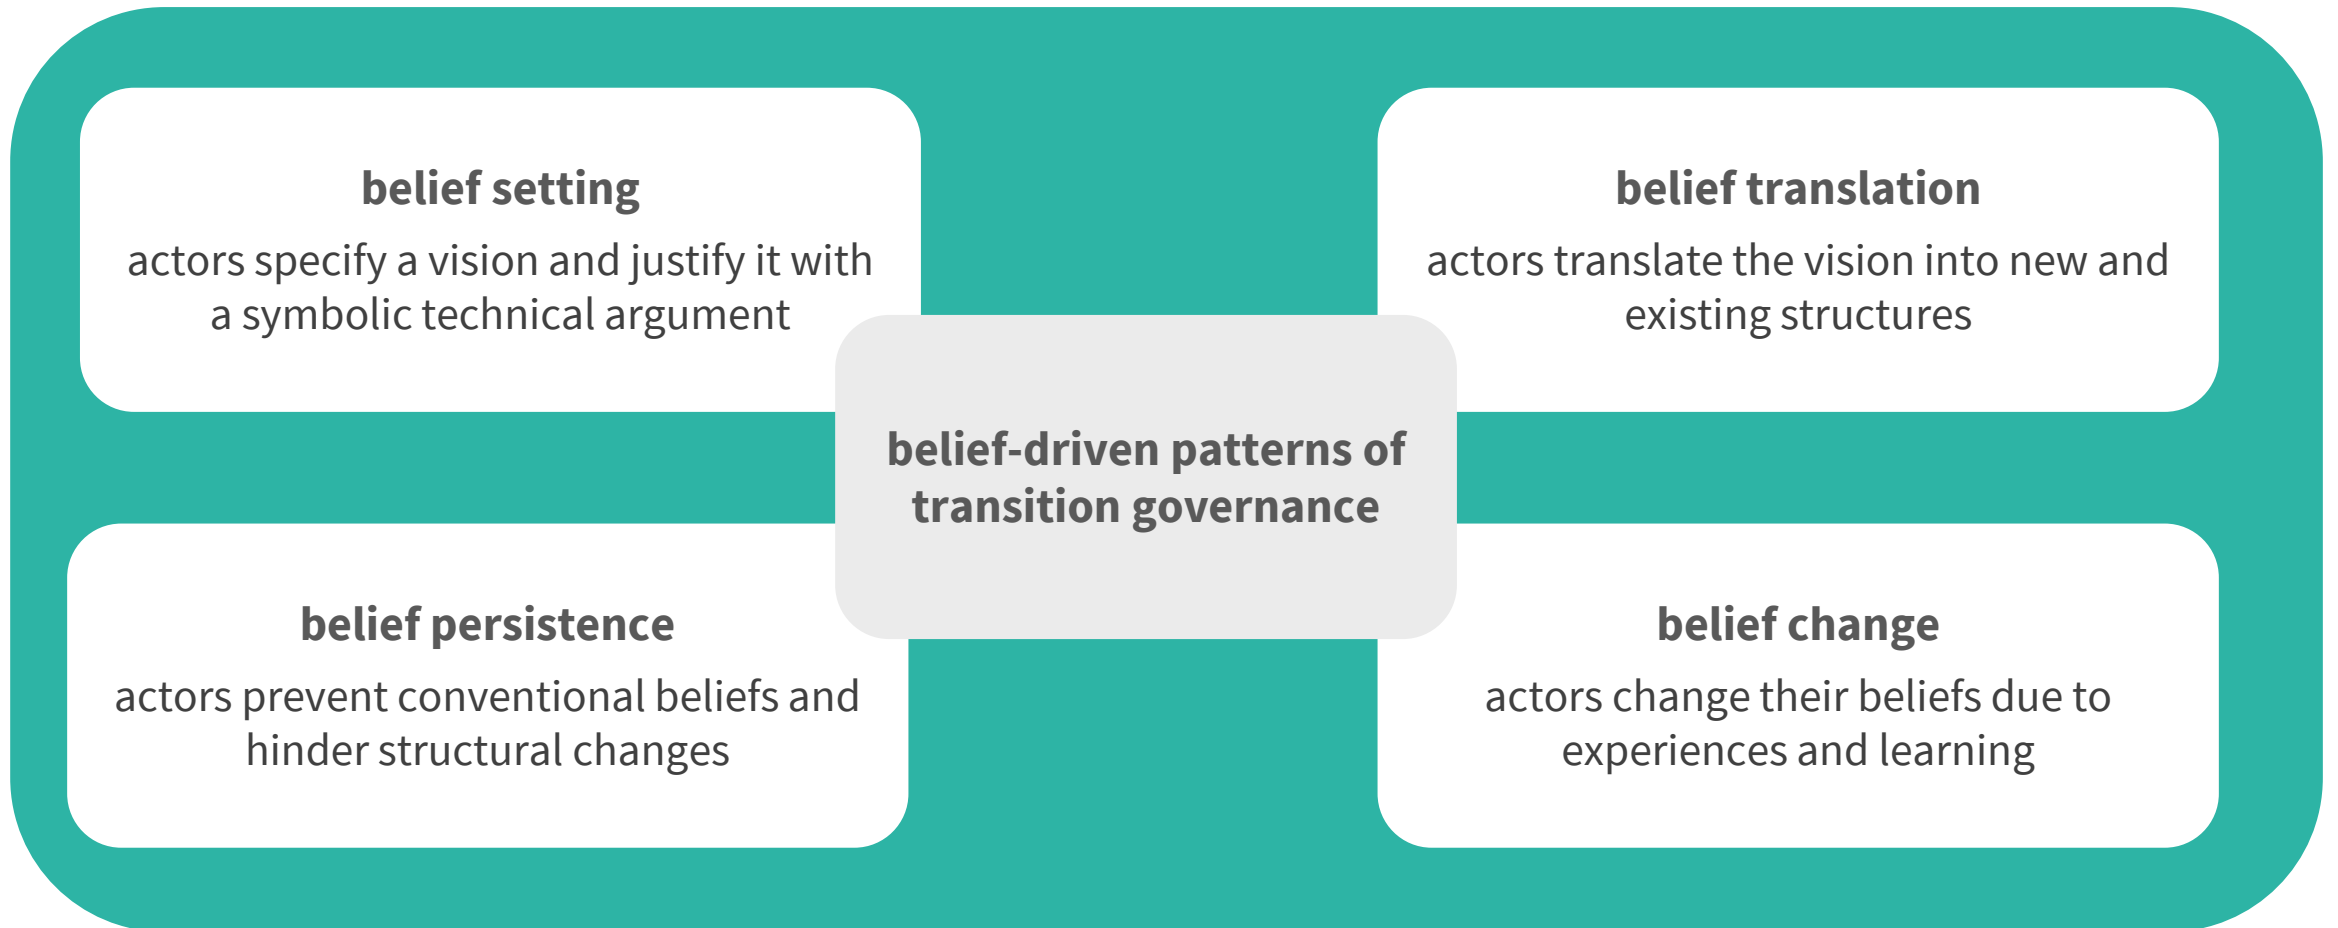 belief setting
actors specify a vision and justify it with
a symbolic technical argument
belief translation
actors translate the vision into new and
existing structures
belief-driven patterns of
transition governance
belief persistence
actors prevent conventional beliefs and
hinder structural changes
belief change
actors change their beliefs due to
experiences and learning